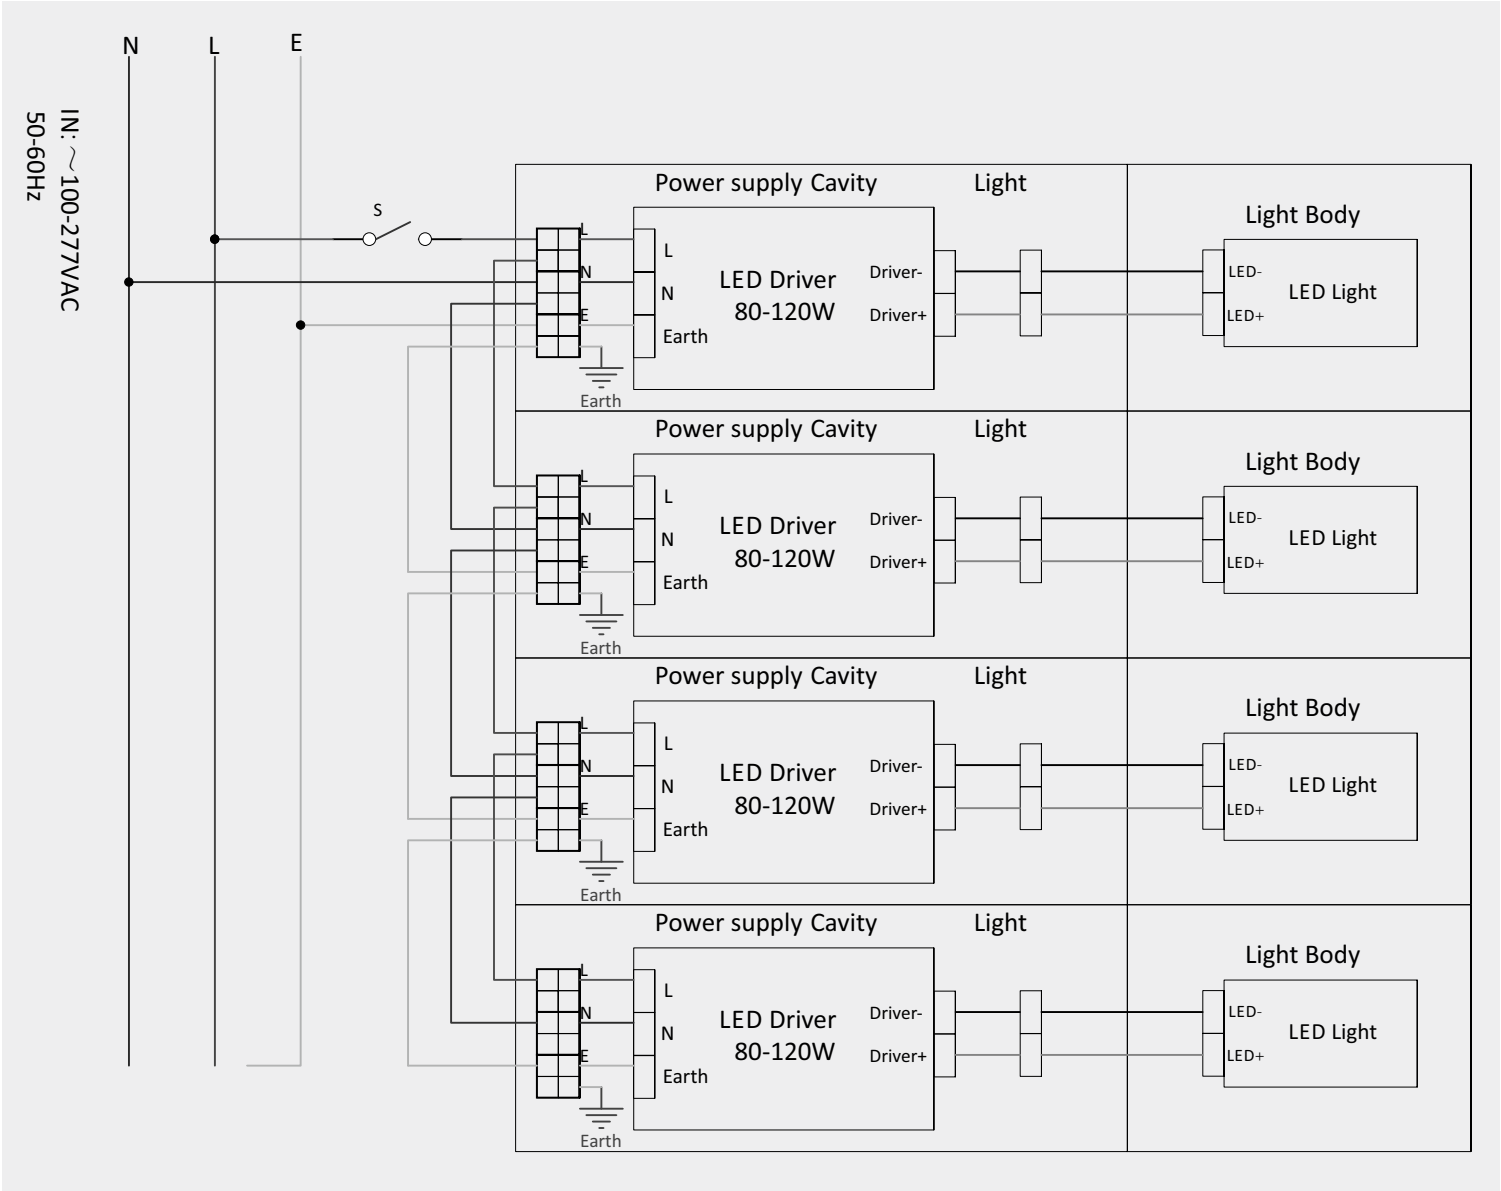 N
L
E
IN: ～100-277VAC
50-60Hz
S
Power supply Cavity
Light
Light Body
L
N
E
L
N
Earth
LED Driver
80-120W
Driver-
Driver+
LED-
LED+
LED Light
Earth
Power supply Cavity
Light
Light Body
L
N
E
L
N
Earth
LED Driver
80-120W
Driver-
Driver+
LED-
LED+
LED Light
Earth
Power supply Cavity
Light
Light Body
L
N
E
L
N
Earth
LED Driver
80-120W
Driver-
Driver+
LED-
LED+
LED Light
Earth
Power supply Cavity
Light
Light Body
L
N
E
L
N
Earth
LED Driver
80-120W
Driver-
Driver+
LED-
LED+
LED Light
Earth